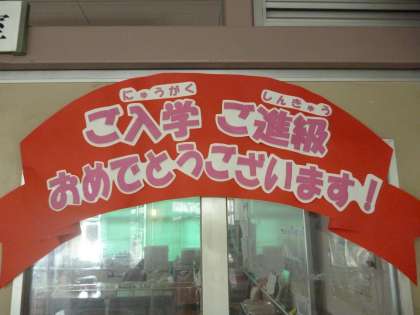 にゅうがく しんきゅう
ご入学 ご進級
おめでとうございます!